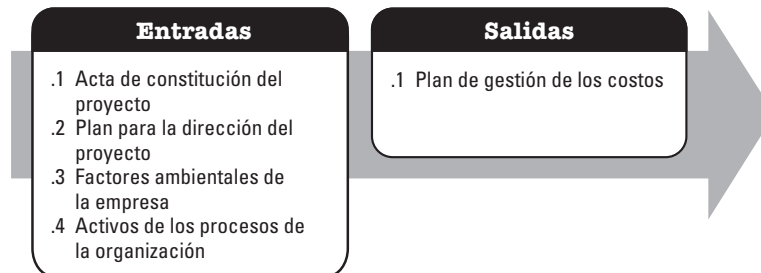 Entradas
.1 Acta de constitución del
proyecto
.2 Plan para la dirección del
proyecto
.3 Factores ambientales de
la empresa
.4 Activos de los procesos de
la organización
Salidas
.1 Plan de gestión de los costos